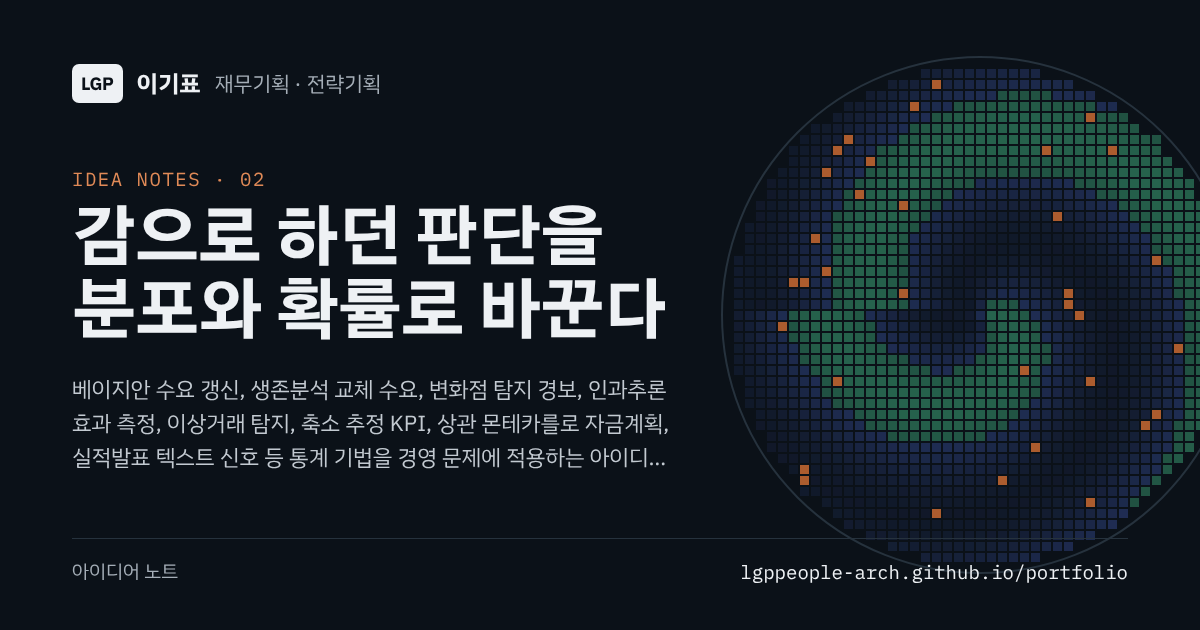 LGP 이기표 재무기획 · 전략기획
IDEA NOTES · 02
감으로 하던 판단을
분포와 확률로 바꾼다
베이지안 수요 갱신, 생존분석 교체 수요, 변화점 탐지 경보, 인과추론
효과 측정, 이상거래 탐지, 축소 추정 KPI, 상관 몬테카를로 자금계획,
실적발표 텍스트 신호 등 통계 기법을 경영 문제에 적용하는 아이디...
아이디어 노트
lgppeople-arch.github.io/portfolio